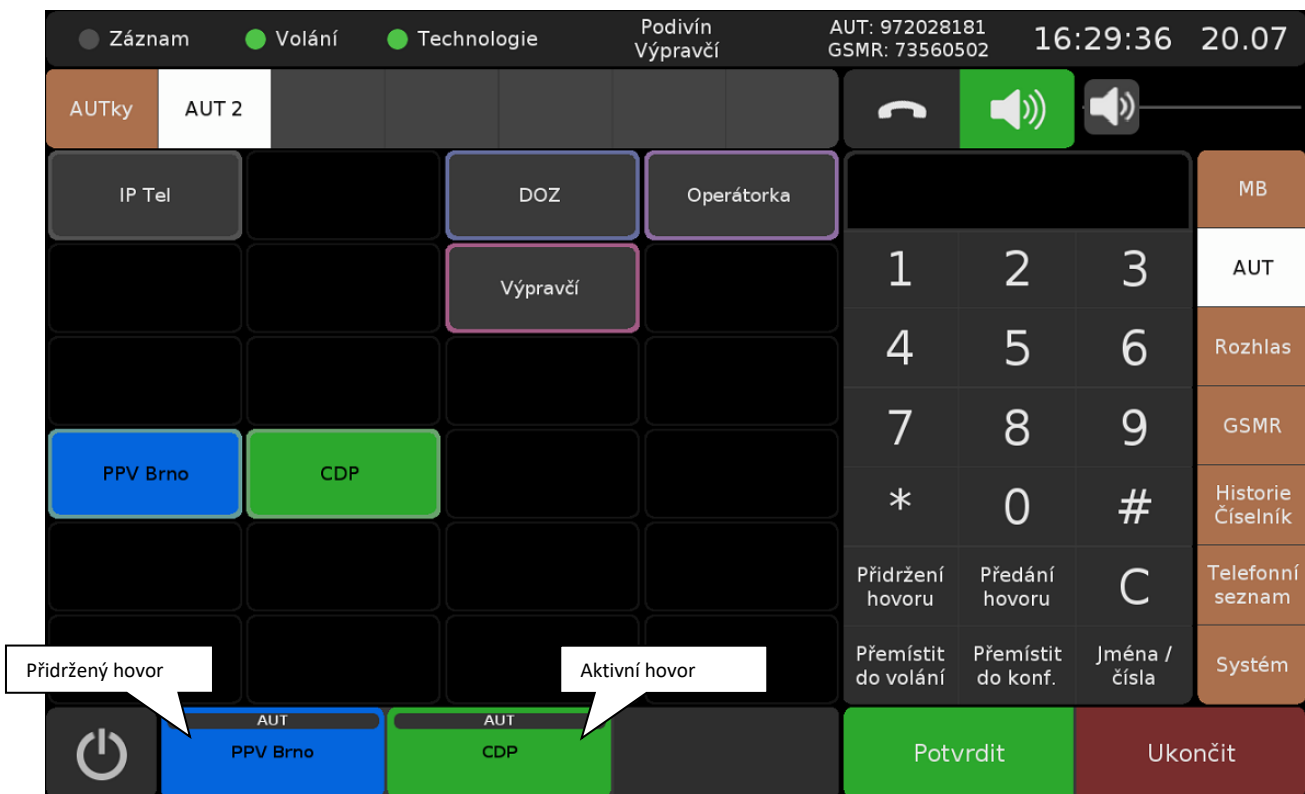 Záznam
Volání
Technologie
Podivín
Výpravčí
AUT: 972028181
GSMR: 73560502
16:29:36
20.07
AUTky
AUT 2
IP Tel
DOZ
Operátorka
MB
Výpravčí
1
2
3
AUT
4
5
6
Rozhlas
7
8
9
GSMR
PPV Brno
CDP
*
0
#
Historie
Číselník
Přidržení
hovoru
Předání
hovoru
C
Telefonní
seznam
Přidržený hovor
Aktivní hovor
Přemístit
do volání
Přemístit
do konf.
Jména /
čísla
Systém
AUT
PPV Brno
AUT
CDP
Potvrdit
Ukončit